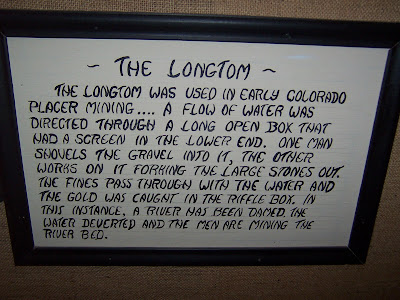 ~ THE LONGTOM ~
THE LONGTOM WAS USED IN EARLY COLORADO
PLACER MINING.... A FLOW OF WATER WAS
DIRECTED THROUGH A LONG OPEN BOX THAT
HAD A SCREEN IN THE LOWER END. ONE MAN
SHOVELS THE GRAVEL INTO IT, THE OTHER
WORKS ON IT FORKING THE LARGE STONES OUT.
THE FINES PASS THROUGH WITH THE WATER AND
THE GOLD WAS CAUGHT IN THE RIFFLE BOX. IN
THIS INSTANCE, A RIVER HAS BEEN DAMED, THE
WATER DEVERTED AND THE MEN ARE MINING THE
RIVER BED.